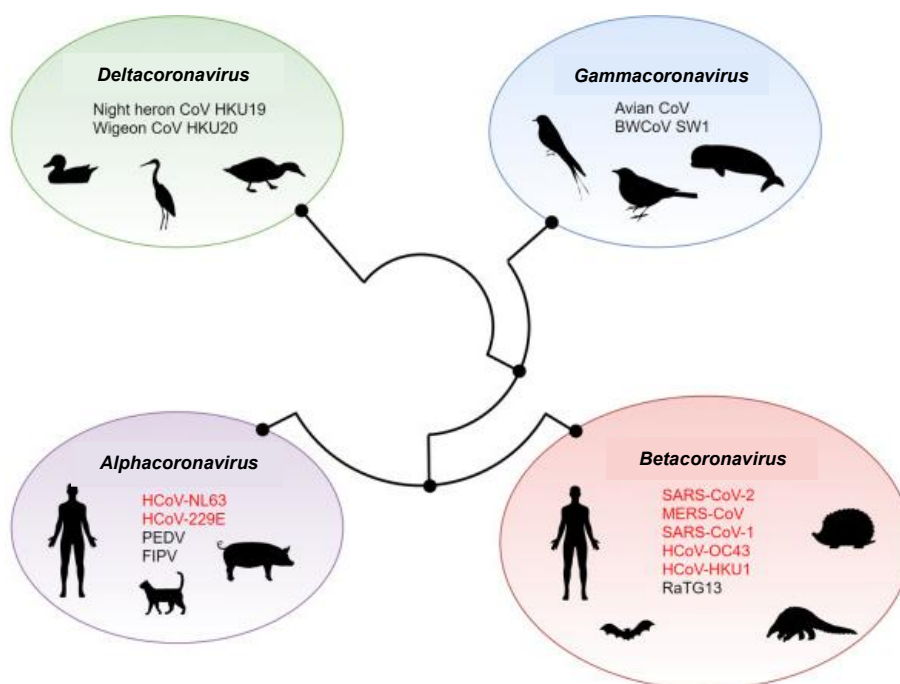 Deltacoronavirus
Night heron CoV HKU19
Wigeon CoV HKU20
Gammacoronavirus
Avian CoV
BWCoV SW1
Alphacoronavirus
HCoV-NL63
HCoV-229E
PEDV
FIPV
Betacoronavirus
SARS-CoV-2
MERS-CoV
SARS-CoV-1
HCoV-OC43
HCoV-HKU1
RaTG13